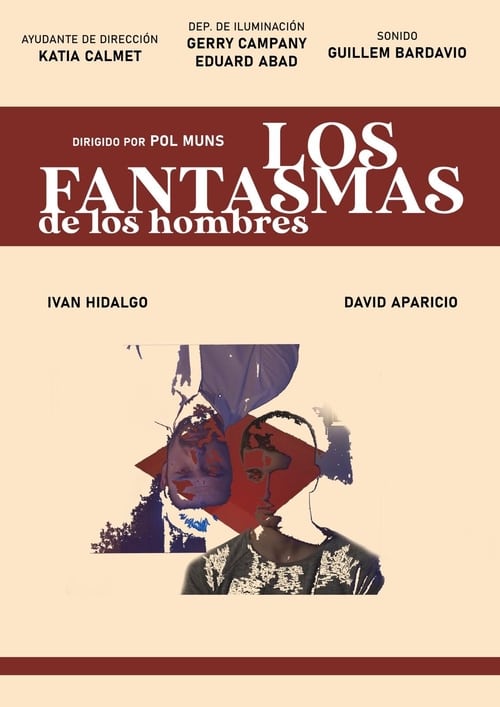 AYUDANTE DE DIRECCIÓN
KATIA CALMET
DEP. DE ILUMINACIÓN
GERRY CAMPANY
EDUARD ABAD
SONIDO
GUILLEM BARDAVIO
DIRIGIDO POR POL MUNS
LOS
FANTASMAS
de los hombres
IVAN HIDALGO
DAVID APARICIO